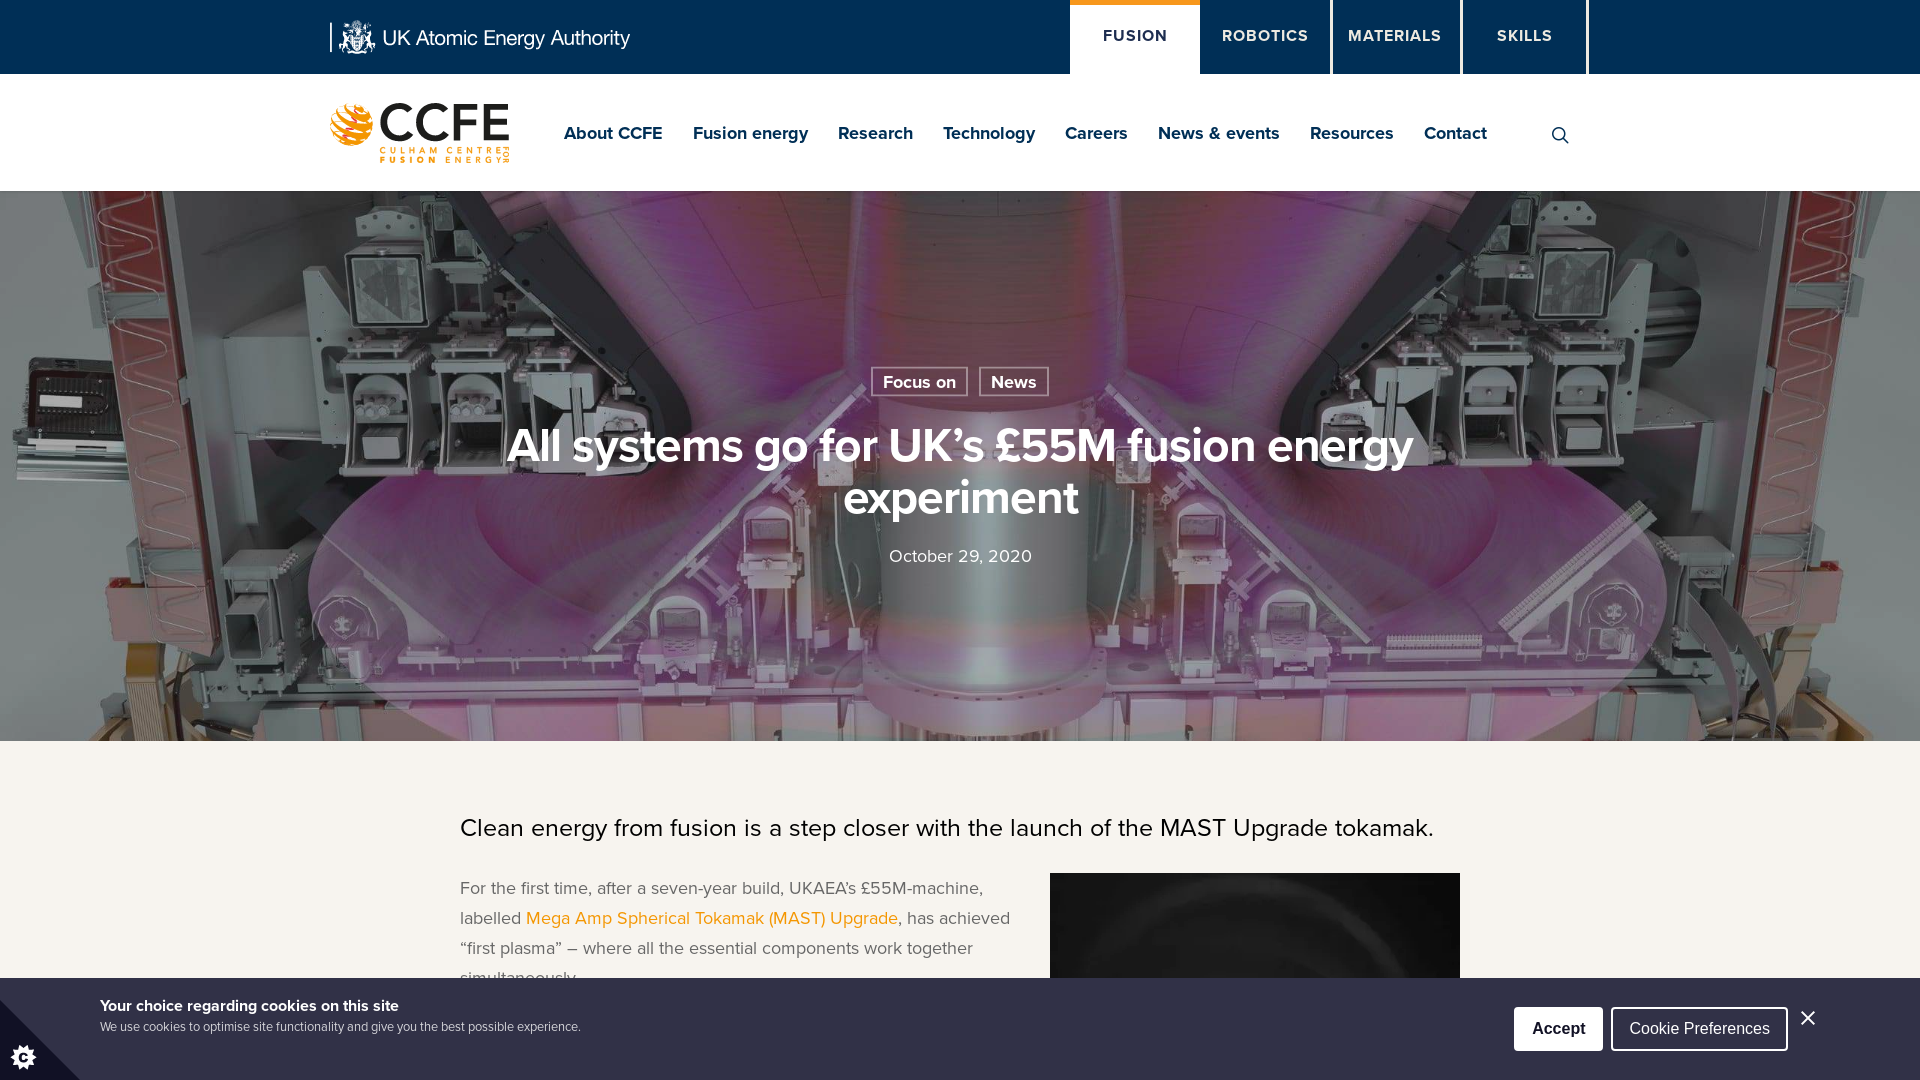 UK Atomic Energy Authority
FUSION
ROBOTICS
MATERIALS
SKILLS
CCFE
CULHAM CENTRE FOR
FUSION ENERGY
About CCFE
Fusion energy
Research
Technology
Careers
News & events
Resources
Contact
Focus on
News
All systems go for UK’s £55M fusion energy
experiment
October 29, 2020
Clean energy from fusion is a step closer with the launch of the MAST Upgrade tokamak.
For the first time, after a seven-year build, UKAEA’s £55M-machine,
labelled Mega Amp Spherical Tokamak (MAST) Upgrade, has achieved
“first plasma” – where all the essential components work together
simultaneously.
Your choice regarding cookies on this site
We use cookies to optimise site functionality and give you the best possible experience.
Accept
Cookie Preferences
C